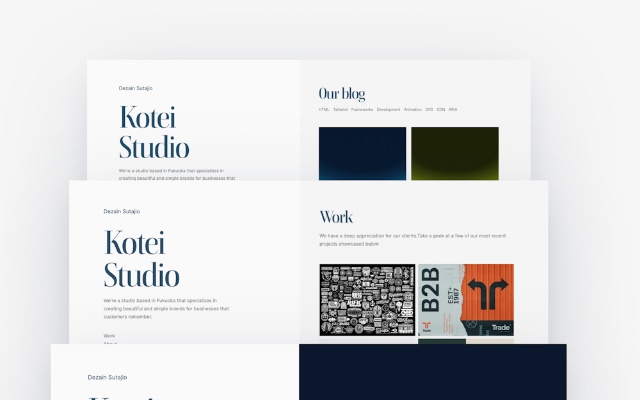 Dezain Sutajio
Kotei
Studio
We're a studio based in Fukuoka that specializes in
creating beautiful and simple brands for businesses that
Our blog
HTML Tailwind Frameworks Development Animation SVG ICON ARIA
Dezain Sutajio
Kotei
Studio
We're a studio based in Fukuoka that specializes in
creating beautiful and simple brands for businesses that
customers remember.
Work
Work
We have a deep appreciation for our clients.Take a peek at a few of our most recent
projects showcased below
B2B
EST+
1987
Trade
Trade
Dezain Sutajio